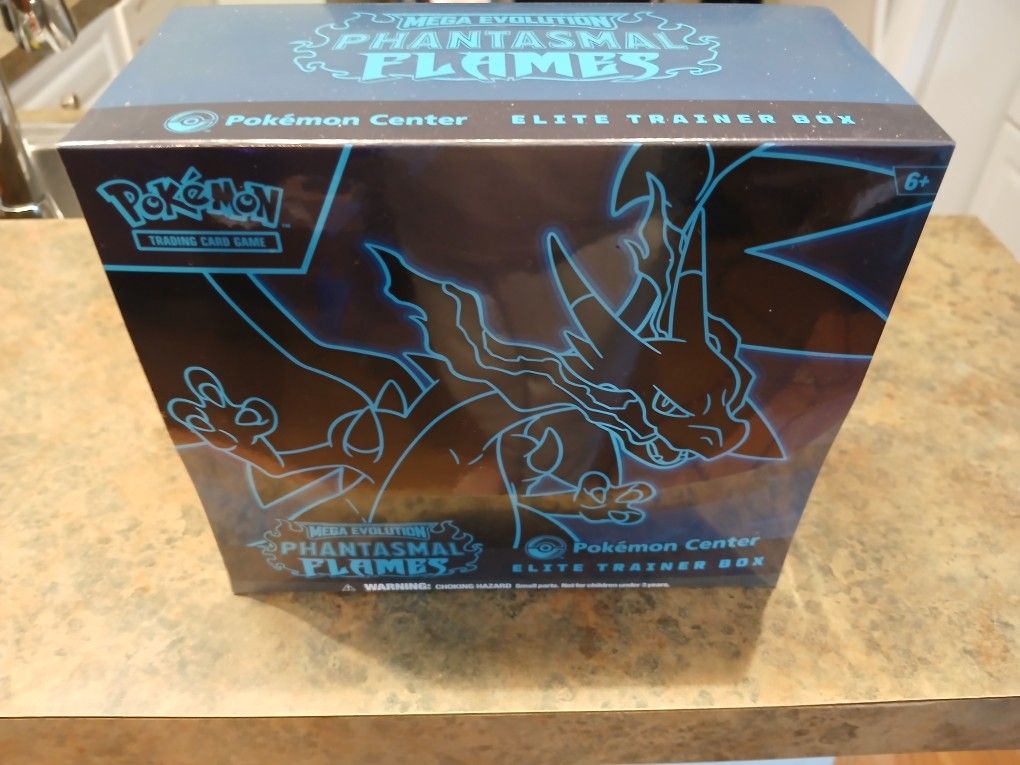 MEGA EVOLUTION
PHANTASMAL
FLAMES
Pokémon Center ELITE TRAINER BOX
POKéMON™
TRADING CARD GAME
6+
MEGA EVOLUTION
PHANTASMAL
FLAMES
Pokémon Center
ELITE TRAINER BOX
⚠ WARNING: CHOKING HAZARD Small parts. Not for children under 3 years.